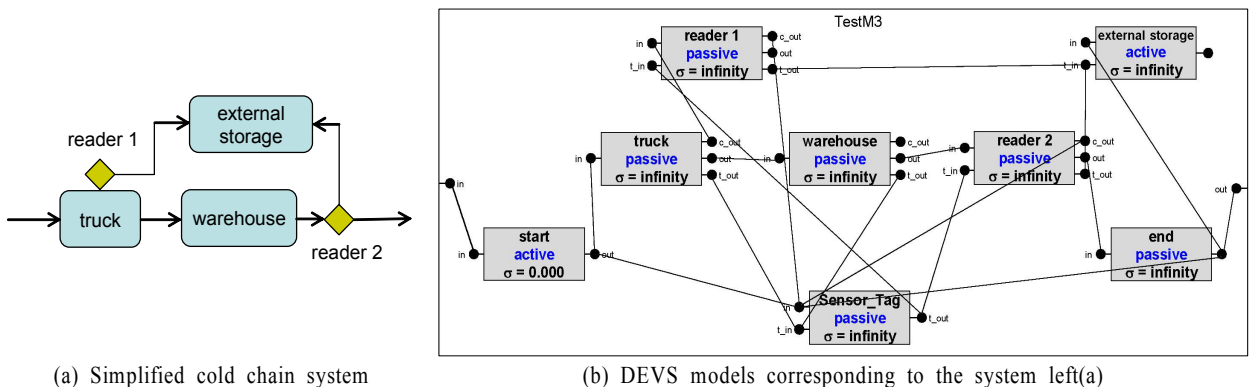 external
storage
reader 1
truck
warehouse
reader 2
(a) Simplified cold chain system
TestM3
in
t_in
reader 1
passive
σ = infinity
c_out
out
t_out
in
t_in
external storage
active
σ = infinity
in
truck
passive
σ = infinity
c_out
out
t_out
in
warehouse
passive
σ = infinity
c_out
out
t_out
in
t_in
reader 2
passive
σ = infinity
c_out
out
t_out
in
in
start
active
σ = 0.000
out
in
t_in
Sensor_Tag
passive
σ = infinity
t_out
in
end
passive
σ = infinity
out
(b) DEVS models corresponding to the system left(a)